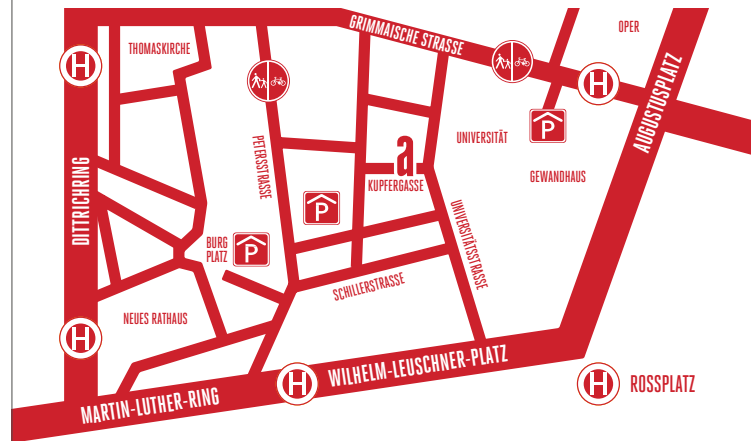 OPER
GRIMMAISCHE STRASSE
THOMASKIRCHE
H
H
AUGUSTUSPLATZ
P
UNIVERSITÄT
PETERSSTRASSE
a
KUPFERGASSE
GEWANDHAUS
DITTRICHRING
P
UNIVERSITÄTSSTRASSE
BURG
PLATZ
P
SCHILLERSTRASSE
NEUES RATHAUS
H
WILHELM-LEUSCHNER-PLATZ
H
H
ROSSPLATZ
MARTIN-LUTHER-RING